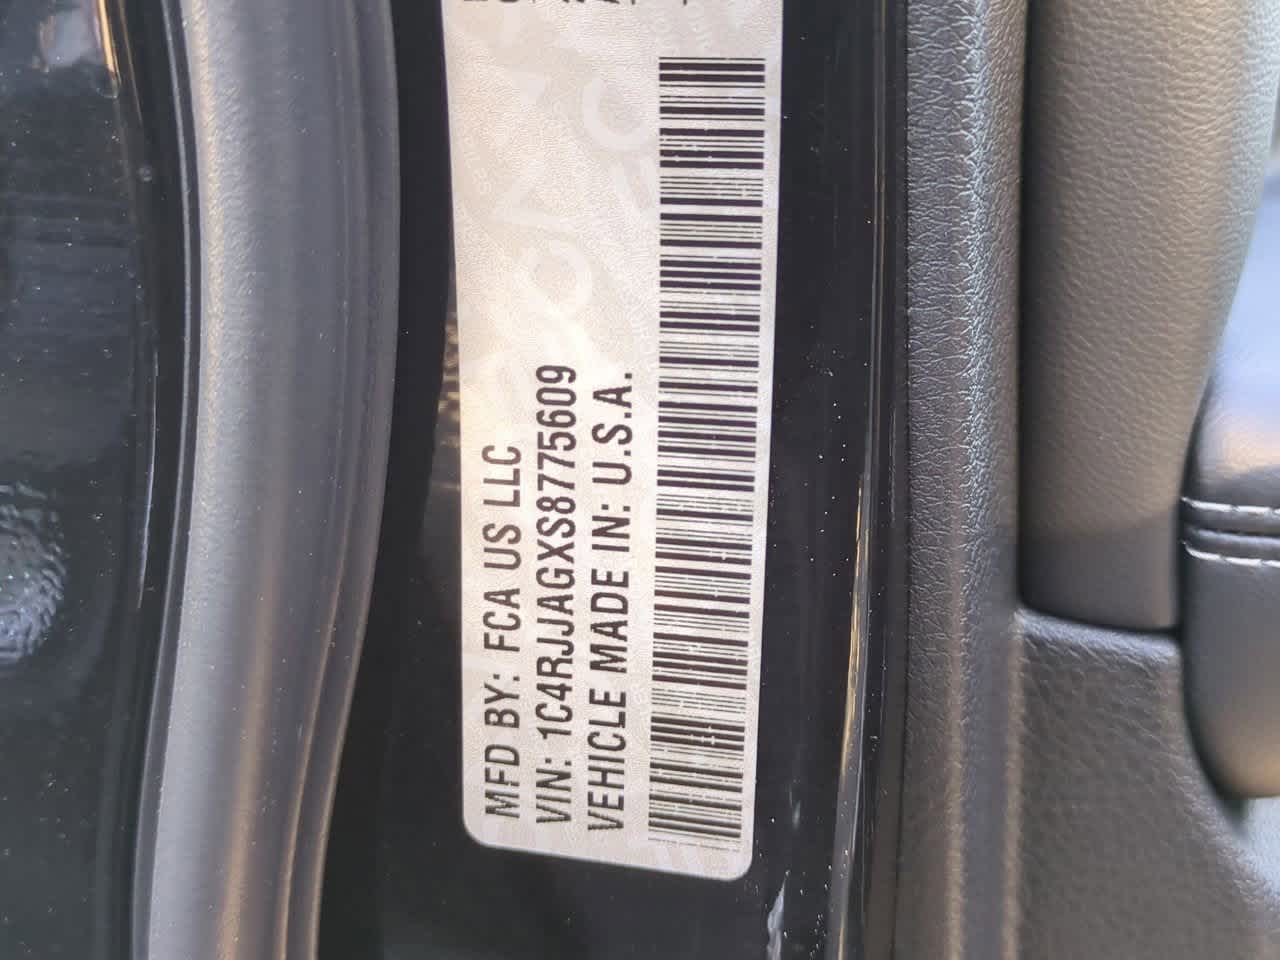 MFD BY: FCA US LLC
VIN: 1C4RJJAGXS8775609
VEHICLE MADE IN: U.S.A.